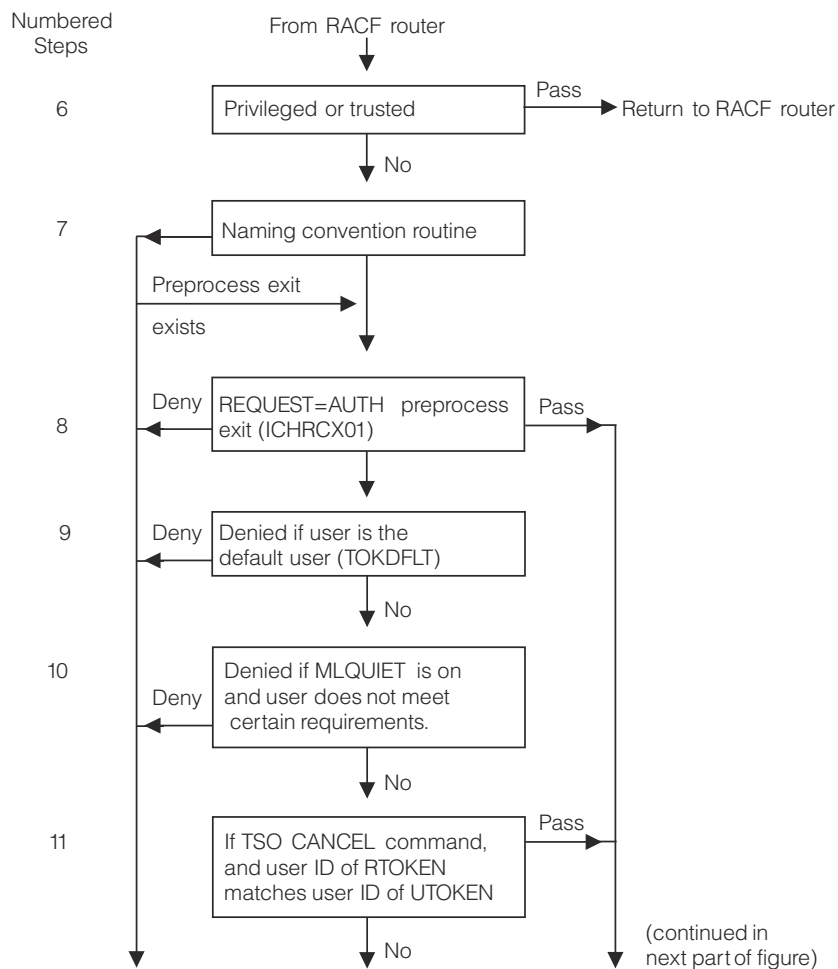 Numbered
Steps
From RACF router
6
Privileged or trusted
Pass
Return to RACF router
No
7
Naming convention routine
Preprocess exit
exists
8
Deny
REQUEST=AUTH preprocess
exit (ICHRCX01)
Pass
9
Deny
Denied if user is the
default user (TOKDFLT)
No
10
Deny
Denied if MLQUIET is on
and user does not meet
certain requirements.
No
11
If TSO CANCEL command,
and user ID of RTOKEN
matches user ID of UTOKEN
Pass
No
(continued in
next part of figure)